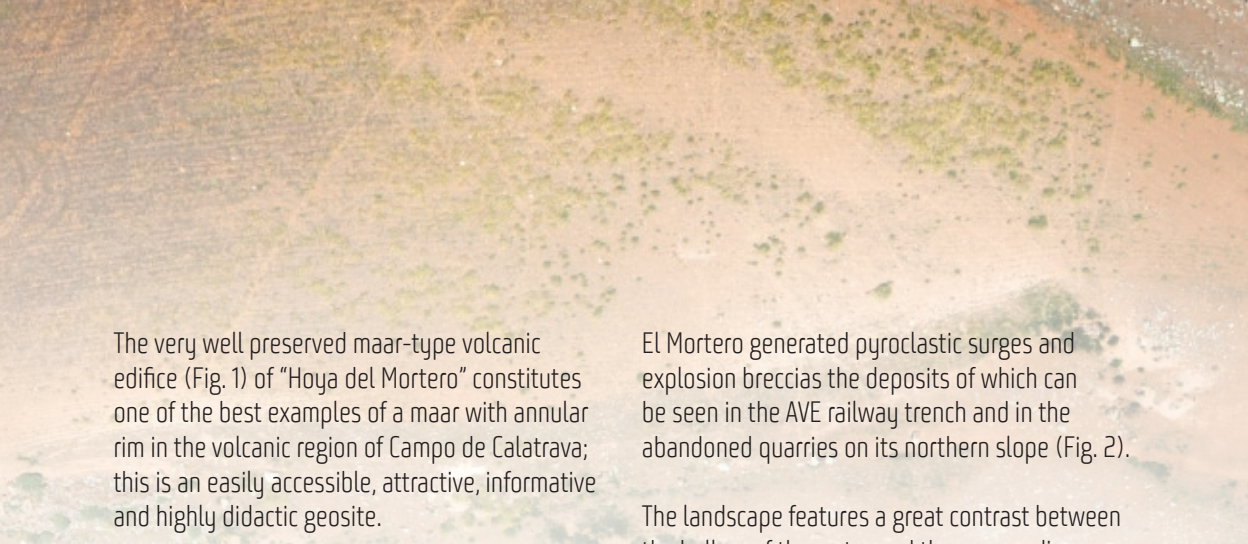 The very well preserved maar-type volcanic
edifice (Fig. 1) of “Hoya del Mortero” constitutes
one of the best examples of a maar with annular
rim in the volcanic region of Campo de Calatrava;
this is an easily accessible, attractive, informative
and highly didactic geosite.
El Mortero generated pyroclastic surges and
explosion breccias the deposits of which can
be seen in the AVE railway trench and in the
abandoned quarries on its northern slope (Fig. 2).
The landscape features a great contrast between